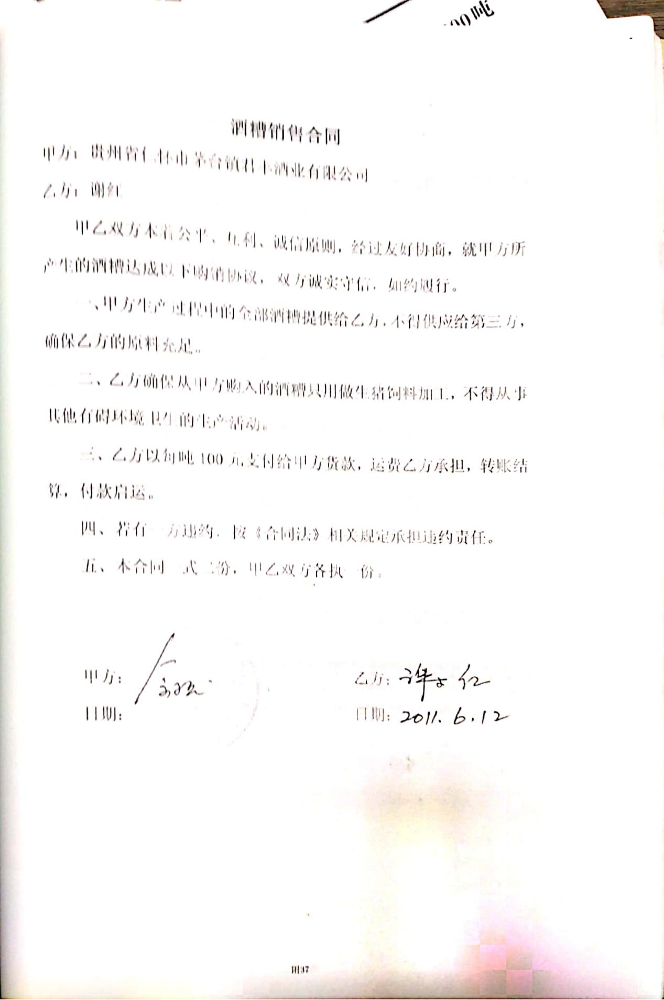 00吨
酒糟销售合同
甲方：贵州省仁怀市茅台镇君丰酒业有限公司
乙方：谢红
甲乙双方本着公平、互利、诚信原则，经过友好协商，就甲方所
产生的酒糟达成以下购销协议，双方诚实守信，如约履行。
一、甲方生产过程中的全部酒糟提供给乙方，不得供应给第三方，
确保乙方的原料充足。
二、乙方确保从甲方购入的酒糟只用做生猪饲料加工，不得从事
其他有碍环境卫生的生产活动。
三、乙方以每吨100元支付给甲方货款，运费乙方承担，转账结
算，付款启运。
四、若有一方违约，按《合同法》相关规定承担违约责任。
五、本合同一式二份，甲乙双方各执一份。
甲方：
乙方：
日期：
日期：2011.6.12
附37